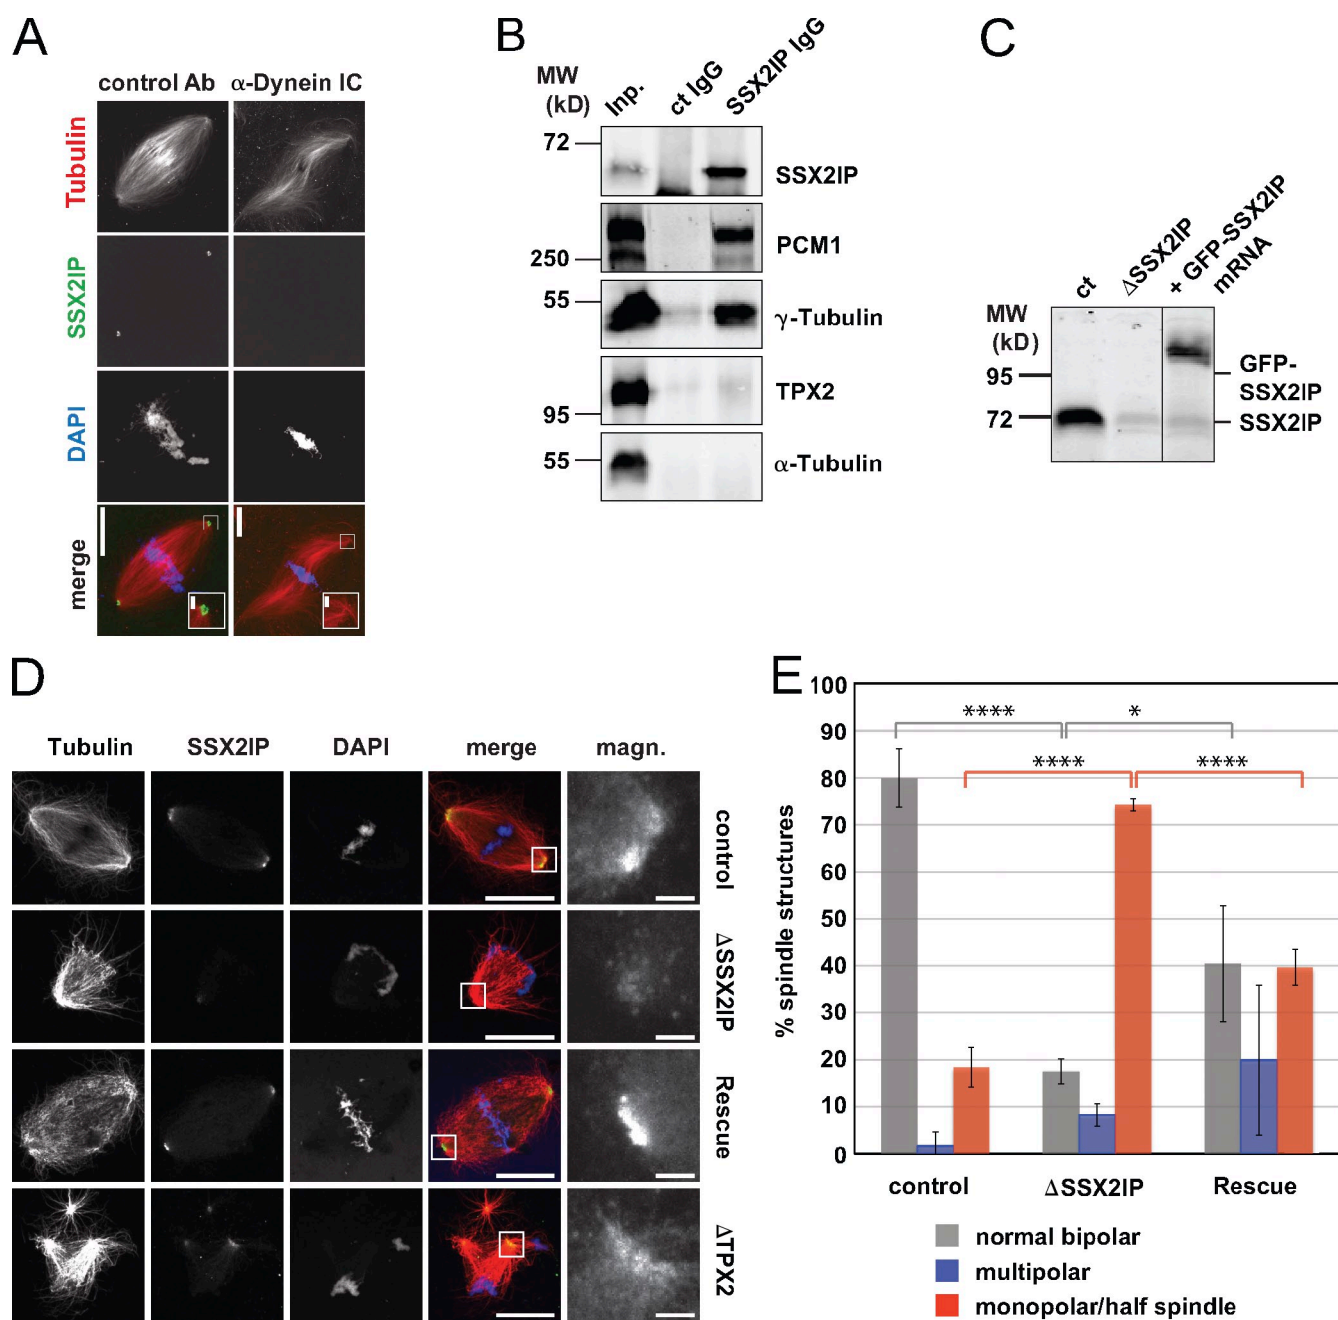 A
control Ab α-Dynein IC
Tubulin
SSX2IP
DAPI
merge
B
MW
(kD)
Inp.
ct IgG
SSX2IP IgG
72
SSX2IP
PCM1
250
55
γ-Tubulin
TPX2
95
55
α-Tubulin
C
MW
(kD)
ct
ΔSSX2IP
+ GFP-SSX2IP
mRNA
95
72
GFP-
SSX2IP
SSX2IP
D
Tubulin SSX2IP DAPI merge magn.
control
ΔSSX2IP
Rescue
ΔTPX2
E
% spindle structures
100
90
80
70
60
50
40
30
20
10
0
**** *
**** ****
control ΔSSX2IP Rescue
normal bipolar
multipolar
monopolar/half spindle